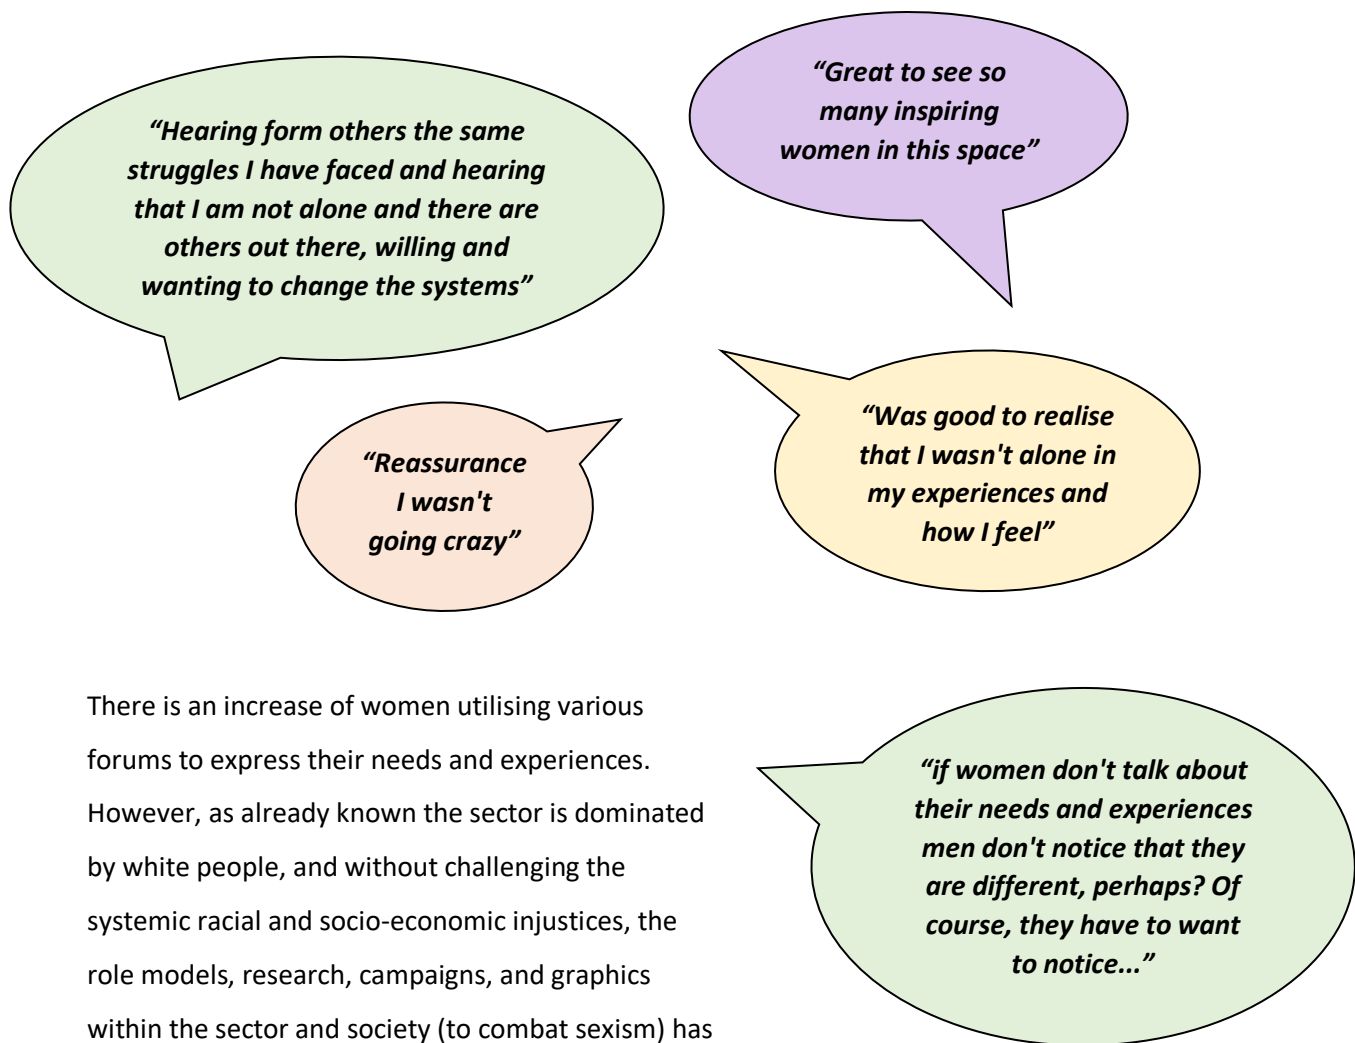 “Great to see so
many inspiring
women in this space”
“Hearing form others the same
struggles I have faced and hearing
that I am not alone and there are
others out there, willing and
wanting to change the systems”
“Was good to realise
that I wasn't alone in
my experiences and
how I feel”
“Reassurance
I wasn't
going crazy”
There is an increase of women utilising various
forums to express their needs and experiences.
However, as already known the sector is dominated
by white people, and without challenging the
systemic racial and socio-economic injustices, the
role models, research, campaigns, and graphics
within the sector and society (to combat sexism) has
“if women don't talk about
their needs and experiences
men don't notice that they
are different, perhaps? Of
course, they have to want
to notice...”